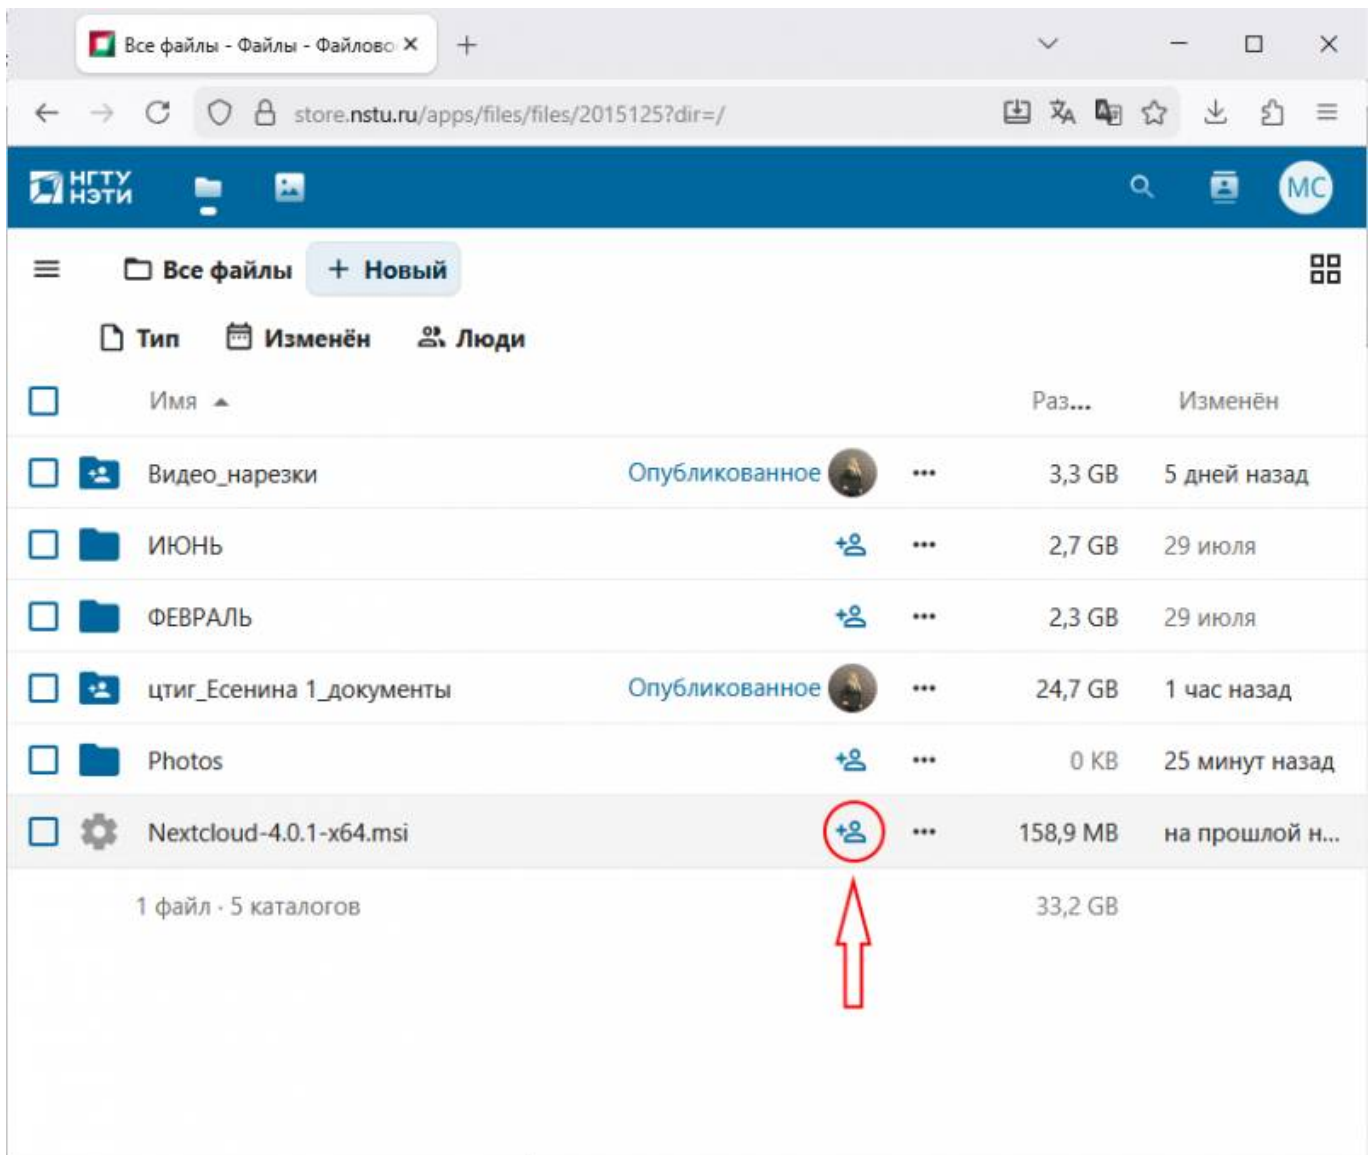 Все файлы - Файлы - Файлово
store.nstu.ru/apps/files/files/2015125?dir=/
НГТУ
НЭТИ
МС
Все файлы + Новый
Тип Изменён Люди
Имя Раз... Изменён
Видео_нарезки Опубликованное ... 3,3 GB 5 дней назад
ИЮНЬ ... 2,7 GB 29 июля
ФЕВРАЛЬ ... 2,3 GB 29 июля
цтиг_Есенина 1_документы Опубликованное ... 24,7 GB 1 час назад
Photos ... 0 KB 25 минут назад
Nextcloud-4.0.1-x64.msi ... 158,9 MB на прошлой н...
1 файл · 5 каталогов 33,2 GB